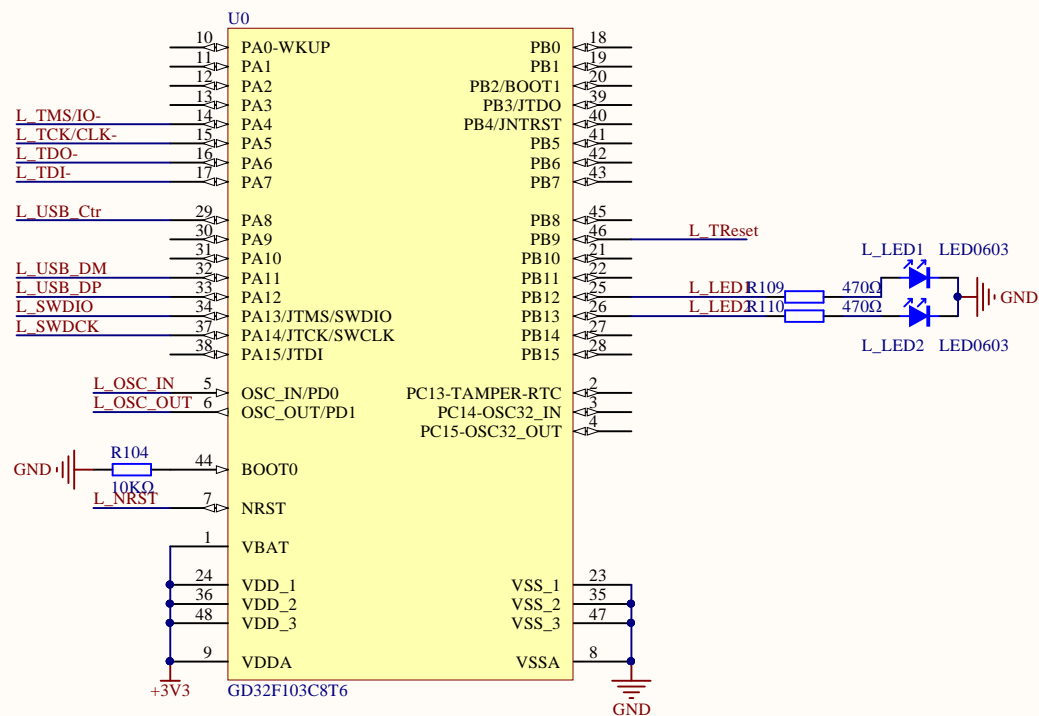 U0
10 PA0-WKUP PB0 18
11 PA1 PB1 19
12 PA2 PB2/BOOT1 20
13 PA3 PB3/JTDO 39
L_TMS/IO- 14 PA4 PB4/JNTRST 40
L_TCK/CLK- 15 PA5 PB5 41
L_TDO- 16 PA6 PB6 42
L_TDI- 17 PA7 PB7 43
L_USB_Ctr 29 PA8 PB8 45
30 PA9 PB9 46 L_TReset
31 PA10 PB10 21
L_LED1 LED0603
L_USB_DM 32 PA11 PB11 22
L_USB_DP 33 PA12 PB12 25 L_LED1 R109 470Ω GND
L_SWDIO 34 PA13/JTMS/SWDIO PB13 26 L_LED2 R110 470Ω
L_SWDCK 37 PA14/JTCK/SWCLK PB14 27
L_LED2 LED0603
38 PA15/JTDI PB15 28
L_OSC_IN 5 OSC_IN/PD0 PC13-TAMPER-RTC 2
L_OSC_OUT 6 OSC_OUT/PD1 PC14-OSC32_IN 3
PC15-OSC32_OUT 4
R104
GND 44 BOOT0
10KΩ
L_NRST 7 NRST
1 VBAT
24 VDD_1 VSS_1 23
36 VDD_2 VSS_2 35
48 VDD_3 VSS_3 47
9 VDDA VSSA 8
+3V3 GD32F103C8T6
GND